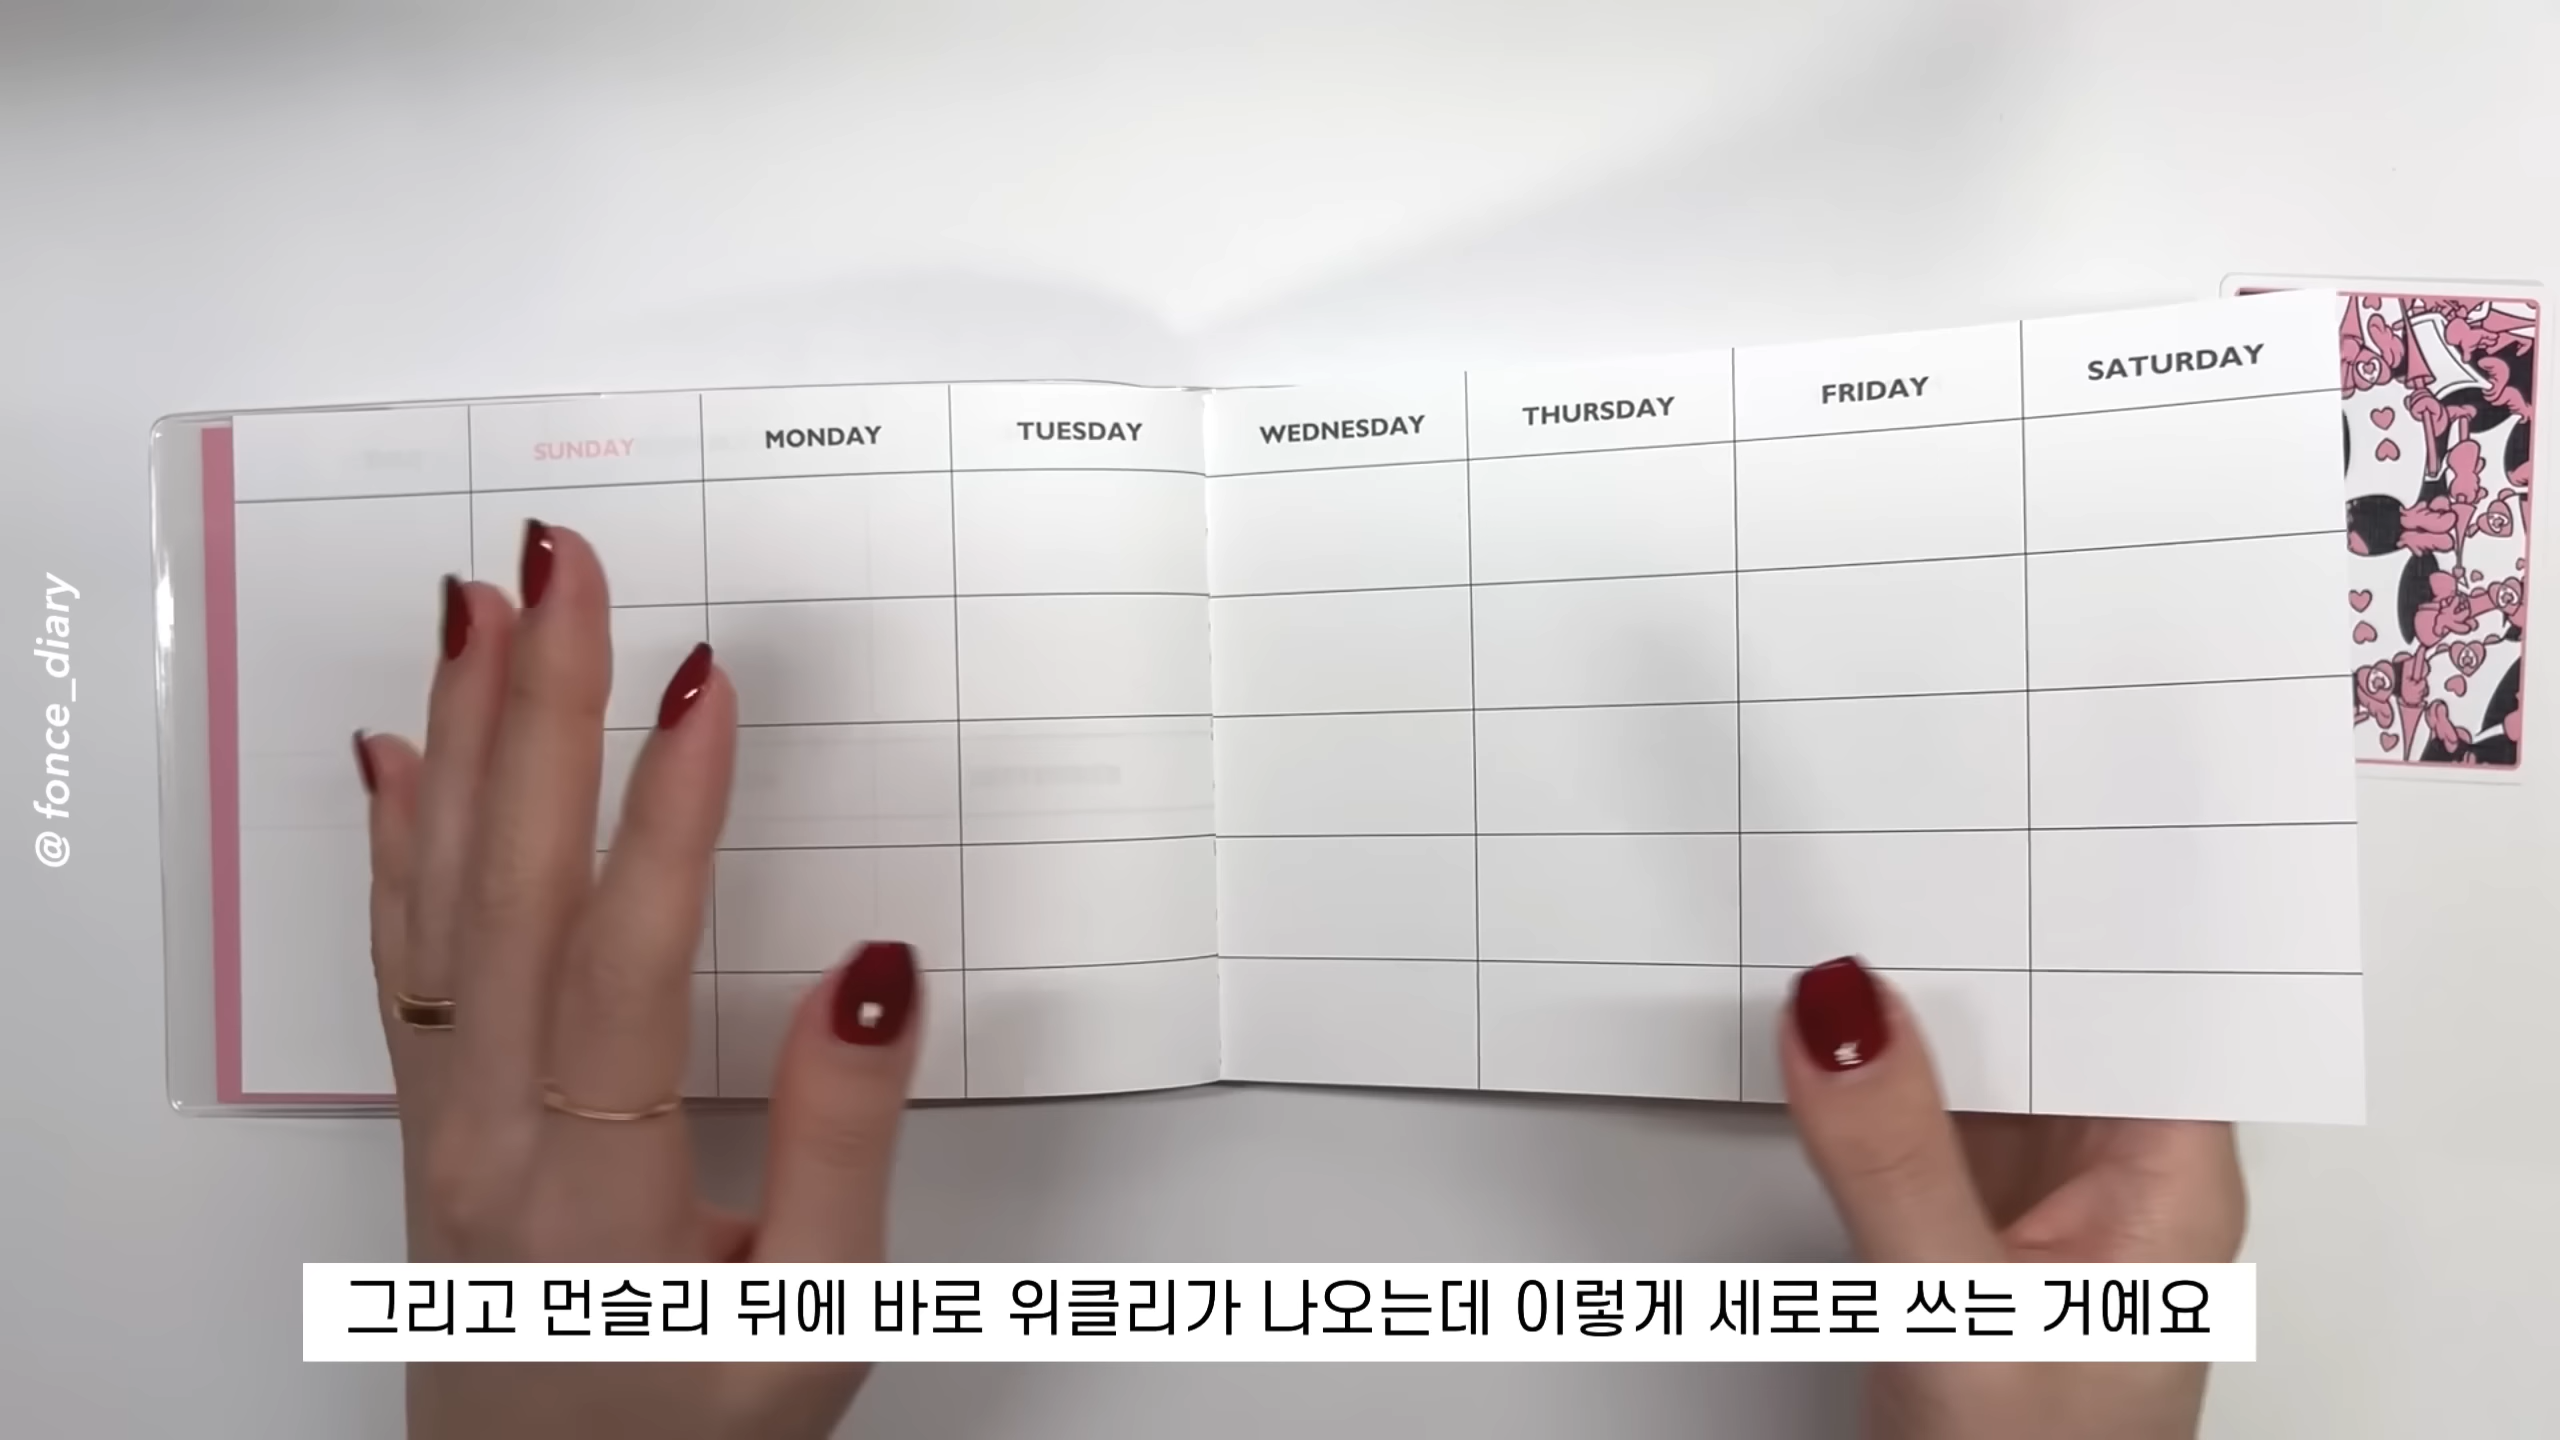 SUNDAY
MONDAY
TUESDAY
WEDNESDAY
THURSDAY
FRIDAY
SATURDAY
@fonce_diary
그리고 먼슬리 뒤에 바로 위클리가 나오는데 이렇게 세로로 쓰는 거예요